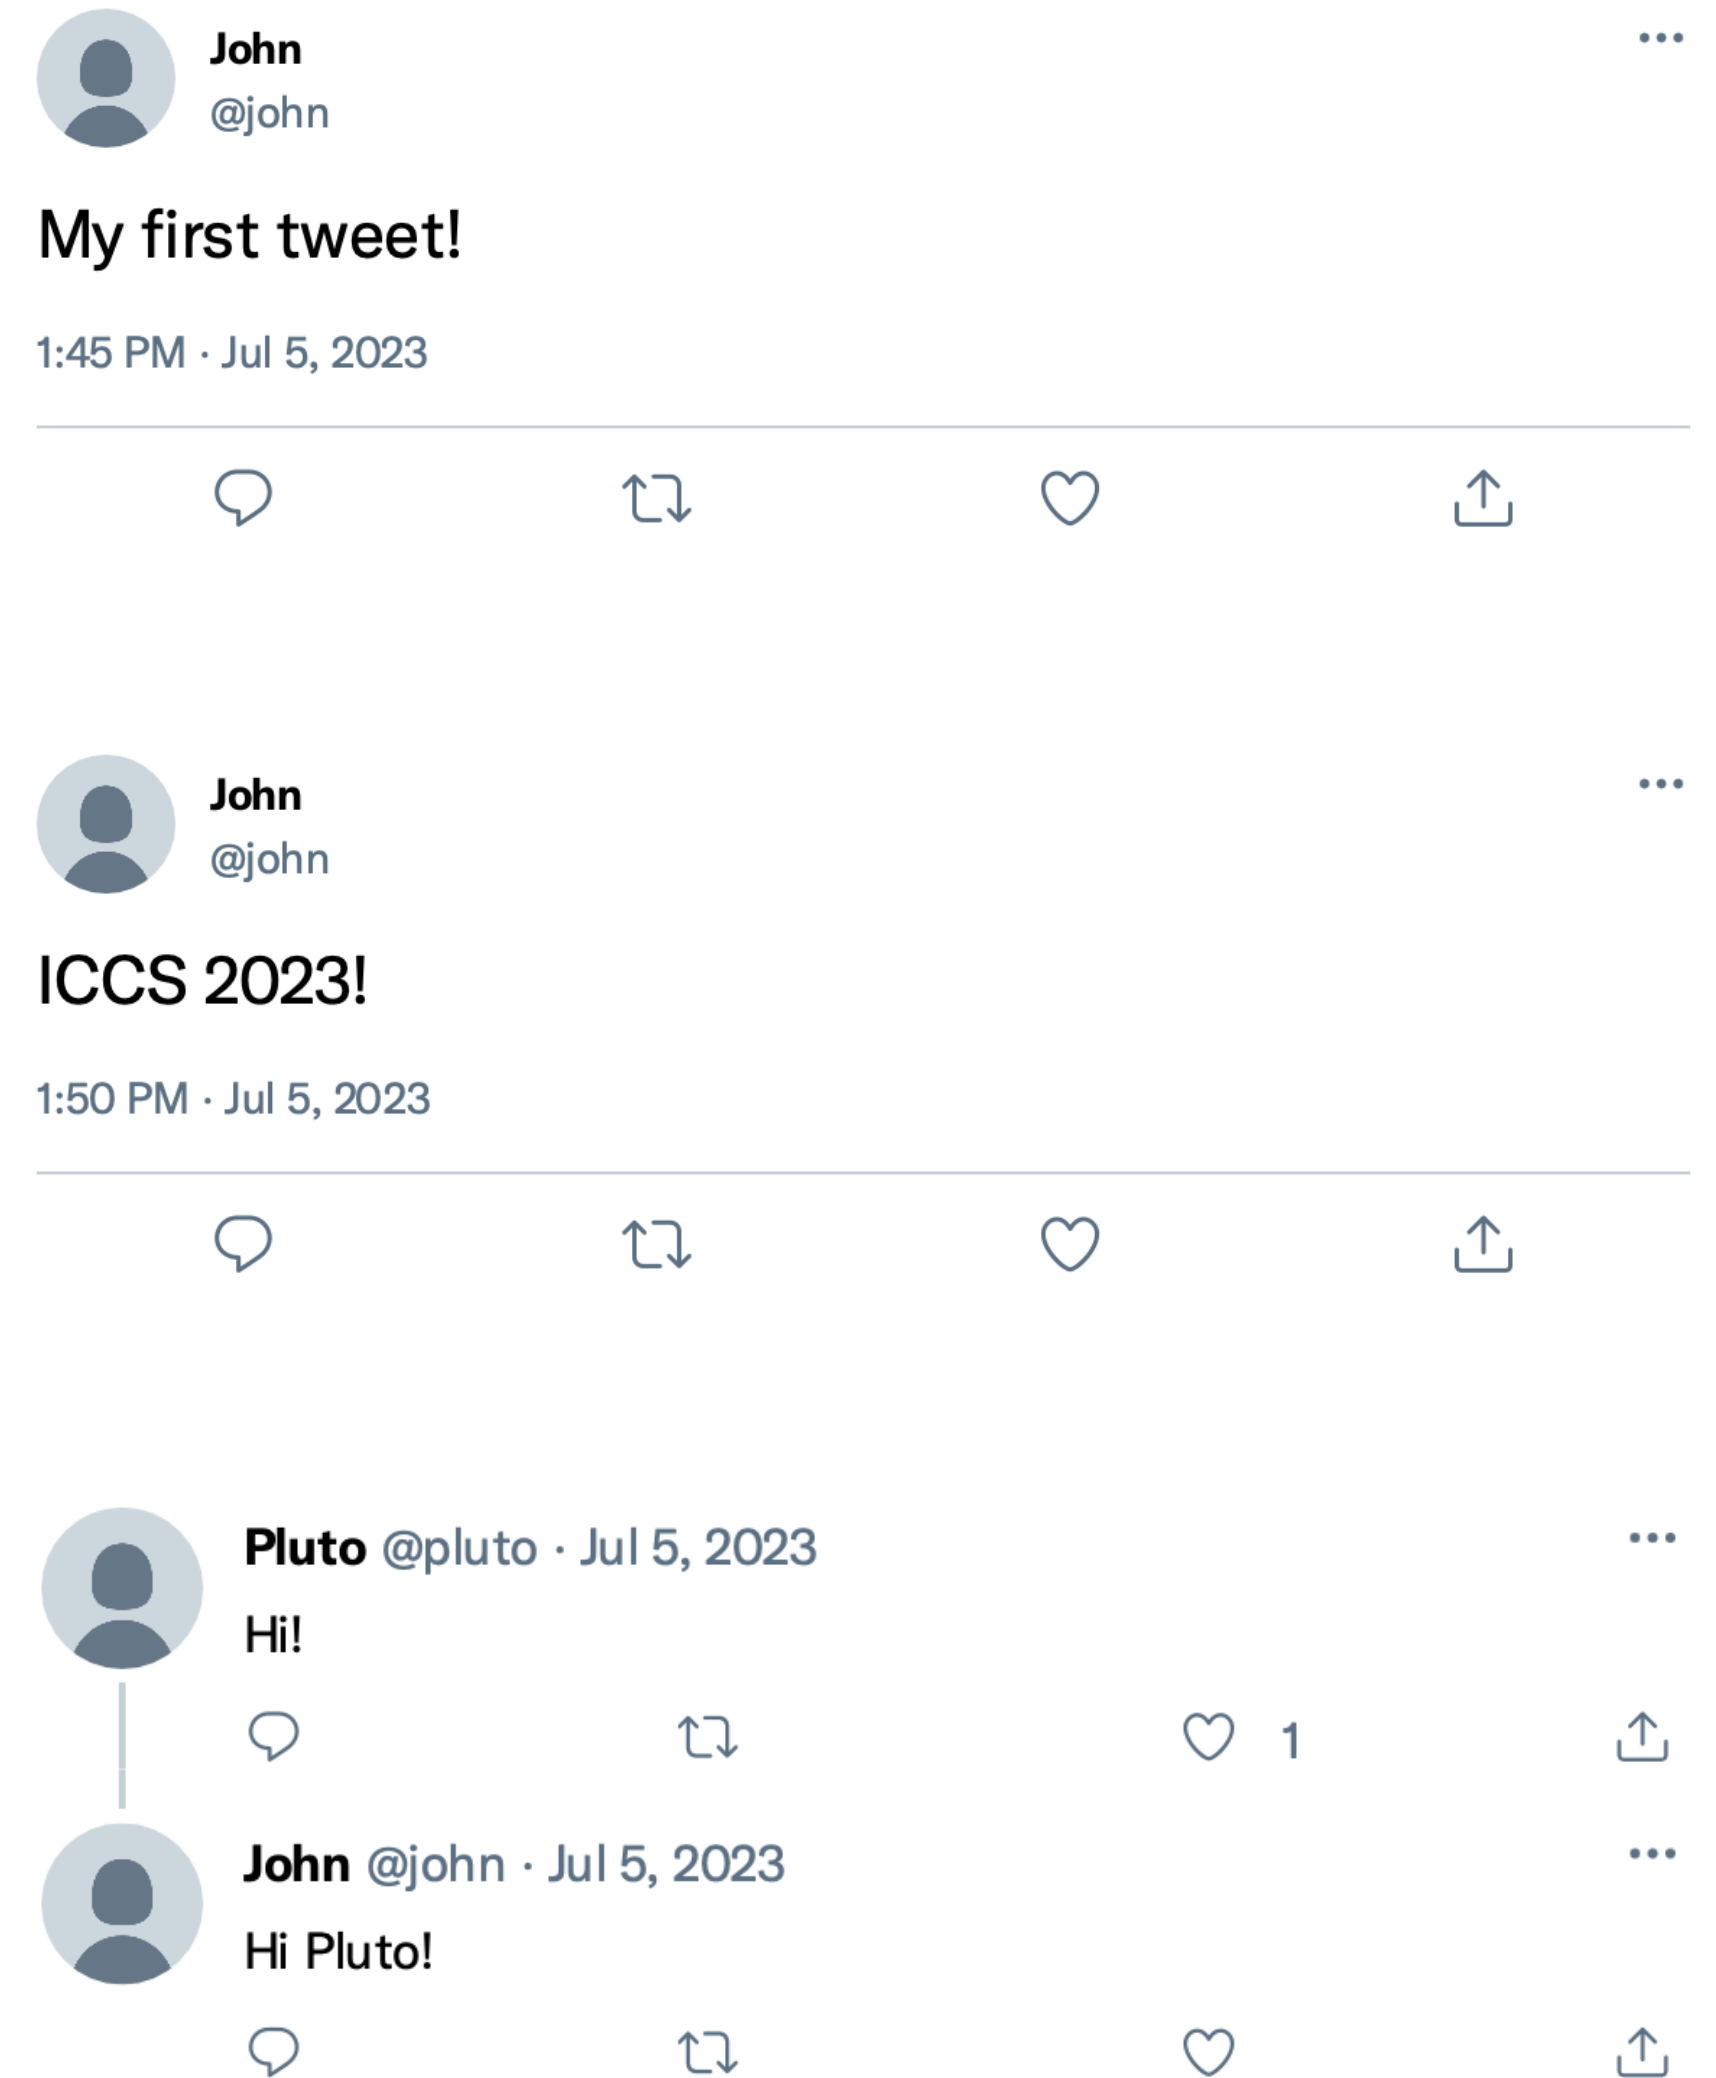 John
@john
My first tweet!
1:45 PM · Jul 5, 2023
John
@john
ICCS 2023!
1:50 PM · Jul 5, 2023
Pluto @pluto · Jul 5, 2023
Hi!
1
John @john · Jul 5, 2023
Hi Pluto!